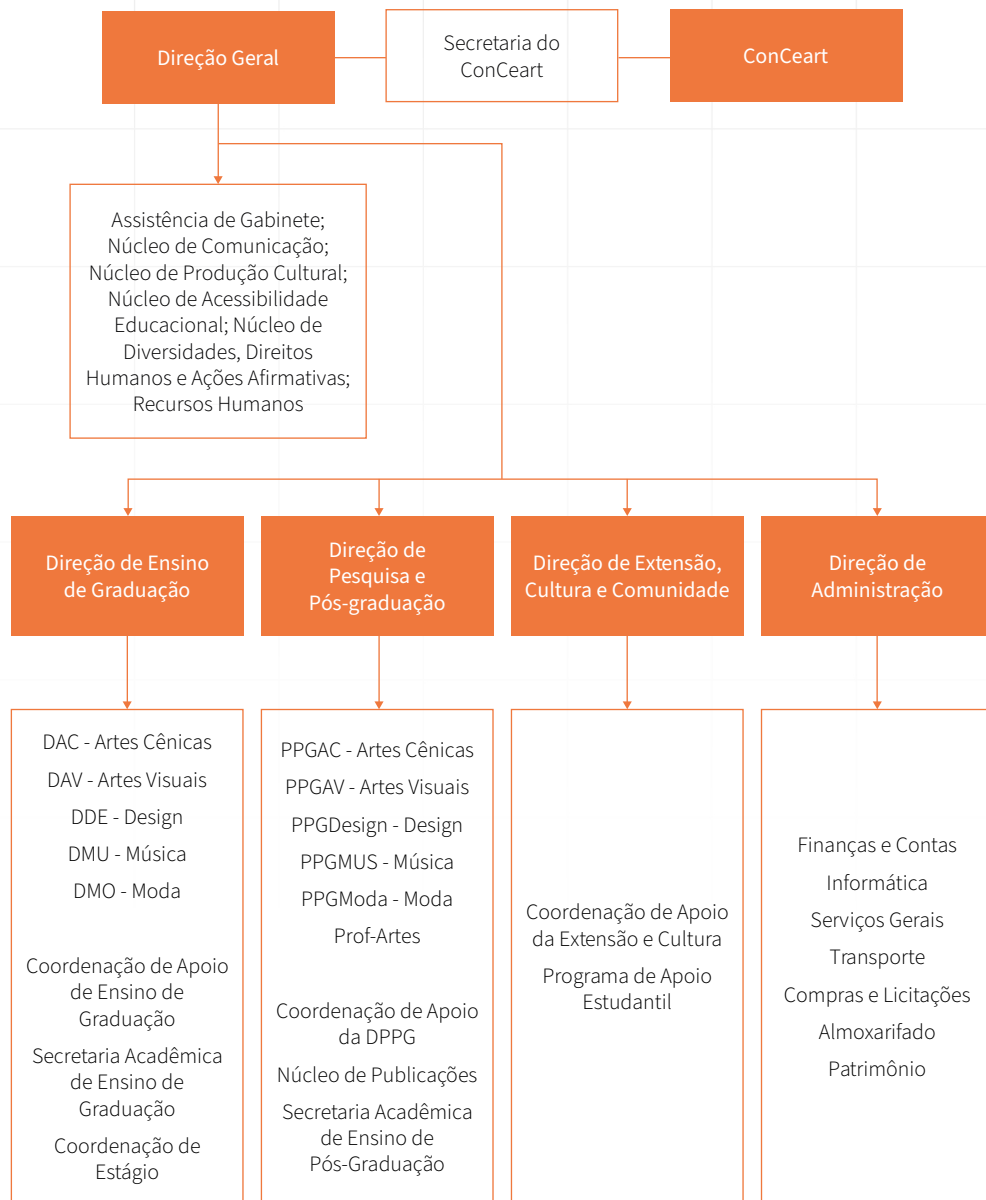 Direção Geral
Secretaria do
ConCeart
ConCeart
Assistência de Gabinete;
Núcleo de Comunicação;
Núcleo de Produção Cultural;
Núcleo de Acessibilidade
Educacional; Núcleo de
Diversidades, Direitos
Humanos e Ações Afirmativas;
Recursos Humanos
Direção de Ensino
de Graduação
Direção de
Pesquisa e
Pós-graduação
Direção de Extensão,
Cultura e Comunidade
Direção de
Administração
DAC - Artes Cênicas
DAV - Artes Visuais
DDE - Design
DMU - Música
DMO - Moda
Coordenação de Apoio
de Ensino de
Graduação
Secretaria Acadêmica
de Ensino de
Graduação
Coordenação de
Estágio
PPGAC - Artes Cênicas
PPGAV - Artes Visuais
PPGDesign - Design
PPGMUS - Música
PPGModa - Moda
Prof-Artes
Coordenação de Apoio
da DPPG
Núcleo de Publicações
Secretaria Acadêmica
de Ensino de
Pós-Graduação
Coordenação de Apoio
da Extensão e Cultura
Programa de Apoio
Estudantil
Finanças e Contas
Informática
Serviços Gerais
Transporte
Compras e Licitações
Almoxarifado
Patrimônio